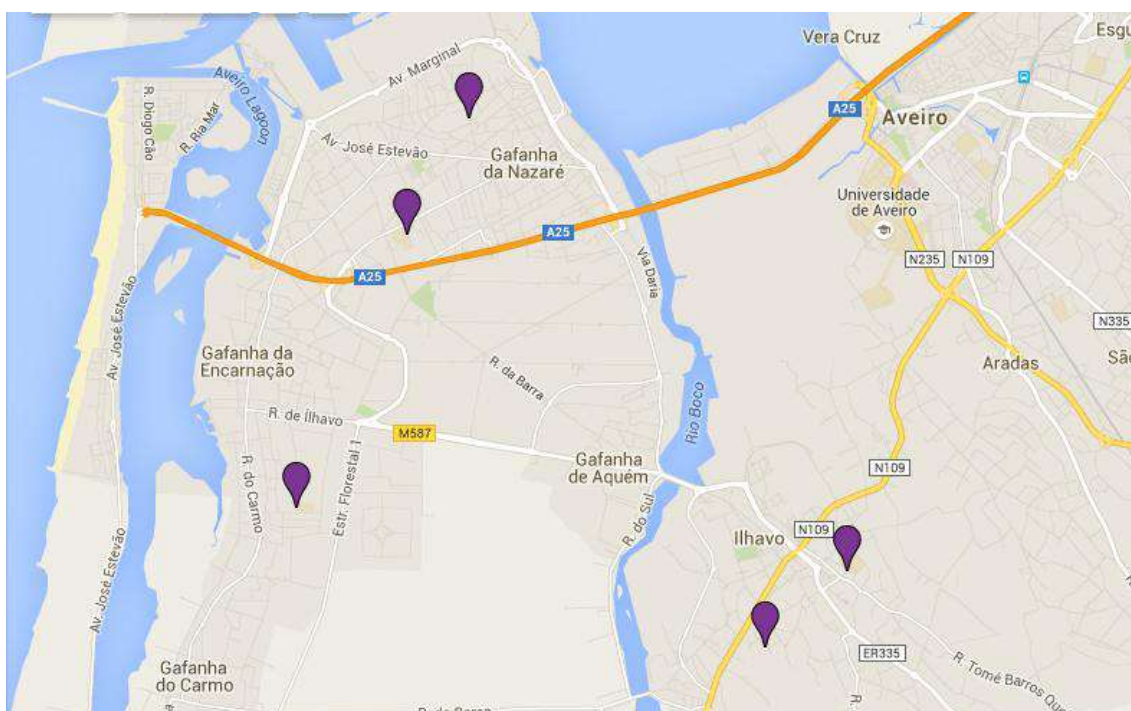 Vera Cruz
Esgu
Av. Marginal
Aveiro Lagoon
R. Diogo Cão
R. Ria Mar
A25
Aveiro
Av. José Estevão
Gafanha
da Nazaré
Universidade
de Aveiro
A25
Via Daria
N235
N109
A25
Av. José Estevão
N335
Gafanha da
Encarnação
R. da Barra
Aradas
São
R. de Ílhavo
M587
Rio Boco
Gafanha
de Aquém
N109
R. do Carmo
Estr. Florestal 1
R. do Sul
N109
Ilhavo
Av. José Estevão
ER335
R. Tomé Barros Que
Gafanha
do Carmo
R.